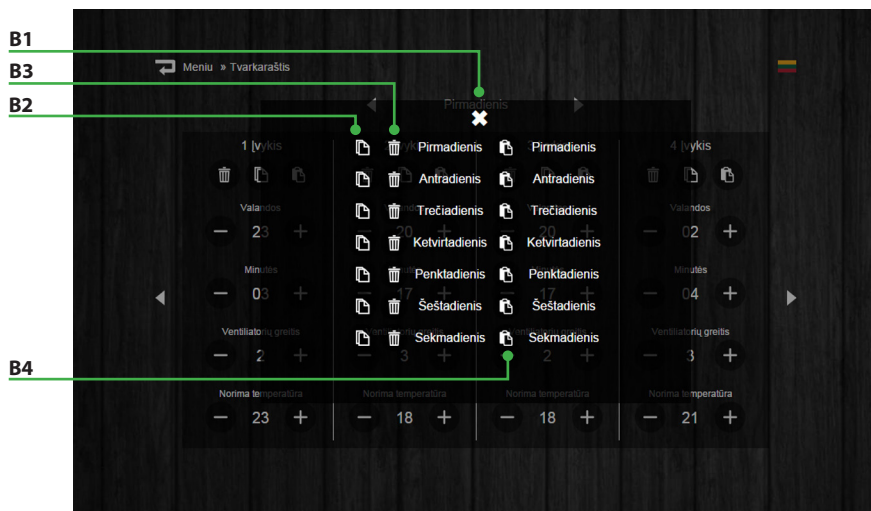 B1
B3
B2
B4
Meniu » Tvarkaraštis
Pirmadienis
1 Įvykis
4 Įvykis
Pirmadienis Pirmadienis
Antradienis Antradienis
Valandos Valandos
Trečiadienis Trečiadienis
23 20 20 02
Ketvirtadienis Ketvirtadienis
Minutės Minutės
Penktadienis Penktadienis
03 17 17 04
Šeštadienis Šeštadienis
Ventiliatorių greitis Ventiliatorių greitis
Sekmadienis Sekmadienis
2 3 2 3
Norima temperatūra Norima temperatūra Norima temperatūra Norima temperatūra
23 18 18 21